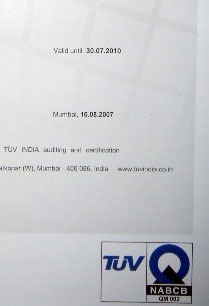 Valid until 30.07.2010
Mumbai, 16.08.2007
TÜV INDIA auditing and certification
atkopar (W), Mumbai - 400 086, India www.tuvindia.co.in
TÜV
NABCB
QM 002